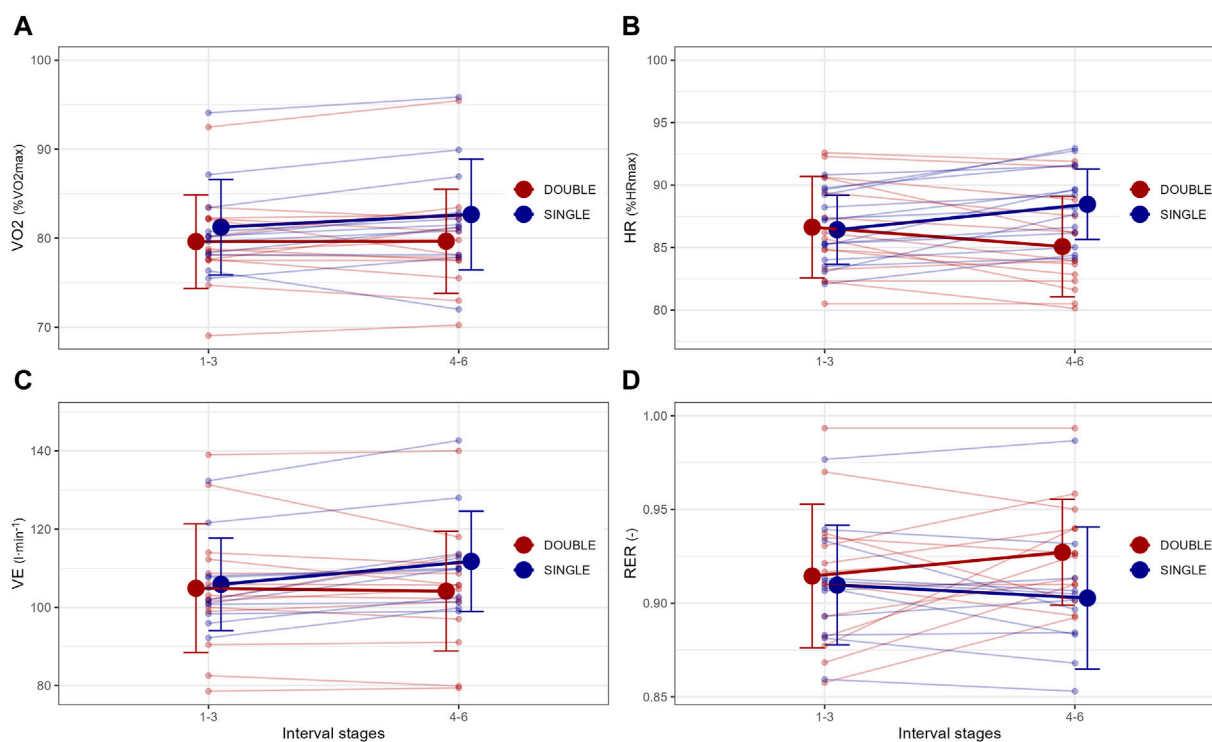 A
B
100
90
80
70
VO2 (%VO2max)
1-3
4-6
DOUBLE
SINGLE
100
95
90
85
80
HR (%HRmax)
1-3
4-6
DOUBLE
SINGLE
C
D
140
120
100
80
VE (l·min⁻¹)
1-3
4-6
Interval stages
DOUBLE
SINGLE
1.00
0.95
0.90
0.85
RER (-)
1-3
4-6
Interval stages
DOUBLE
SINGLE